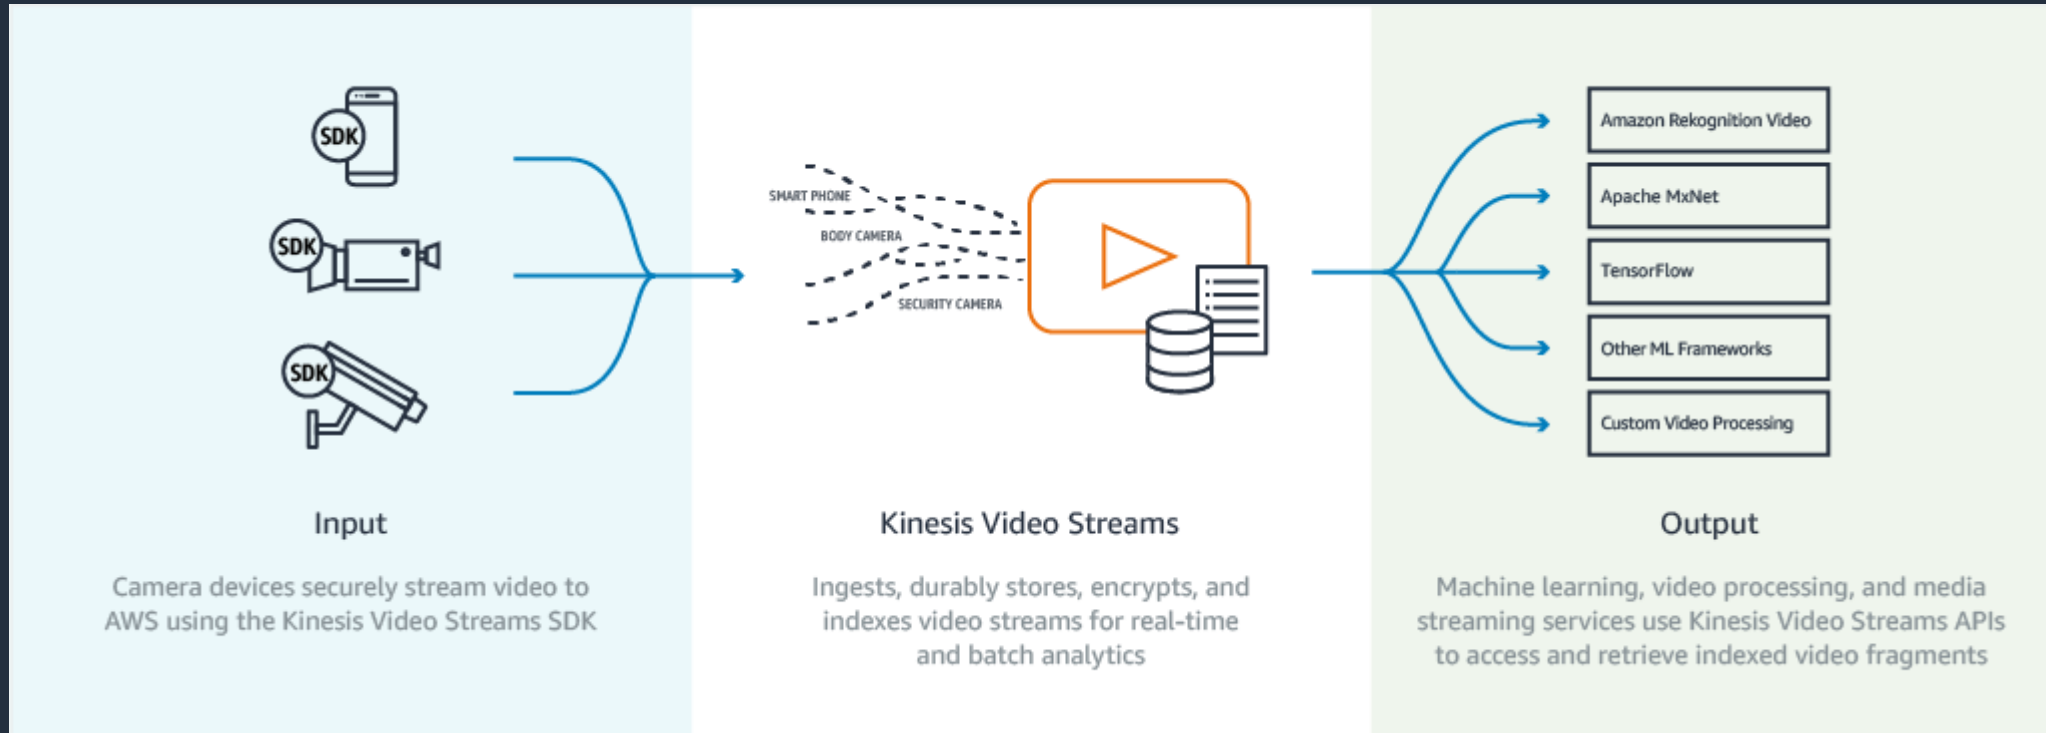 SDK
SDK
SDK
Input
Camera devices securely stream video to
AWS using the Kinesis Video Streams SDK
SMART PHONE
BODY CAMERA
SECURITY CAMERA
Kinesis Video Streams
Ingests, durably stores, encrypts, and
indexes video streams for real-time
and batch analytics
Amazon Rekognition Video
Apache MxNet
TensorFlow
Other ML Frameworks
Custom Video Processing
Output
Machine learning, video processing, and media
streaming services use Kinesis Video Streams APIs
to access and retrieve indexed video fragments